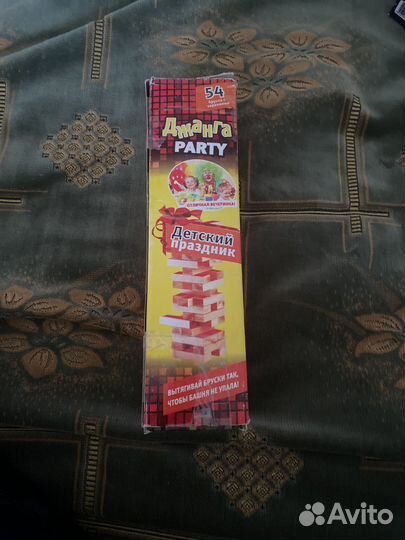 54
Джанга
PARTY
ОТЛИЧНАЯ ВЕЧЕРИНКА!
Детский
праздник
ВЫТЯГИВАЙ БРУСКИ ТАК,
ЧТОБЫ БАШНЯ НЕ УПАЛА!
Avito